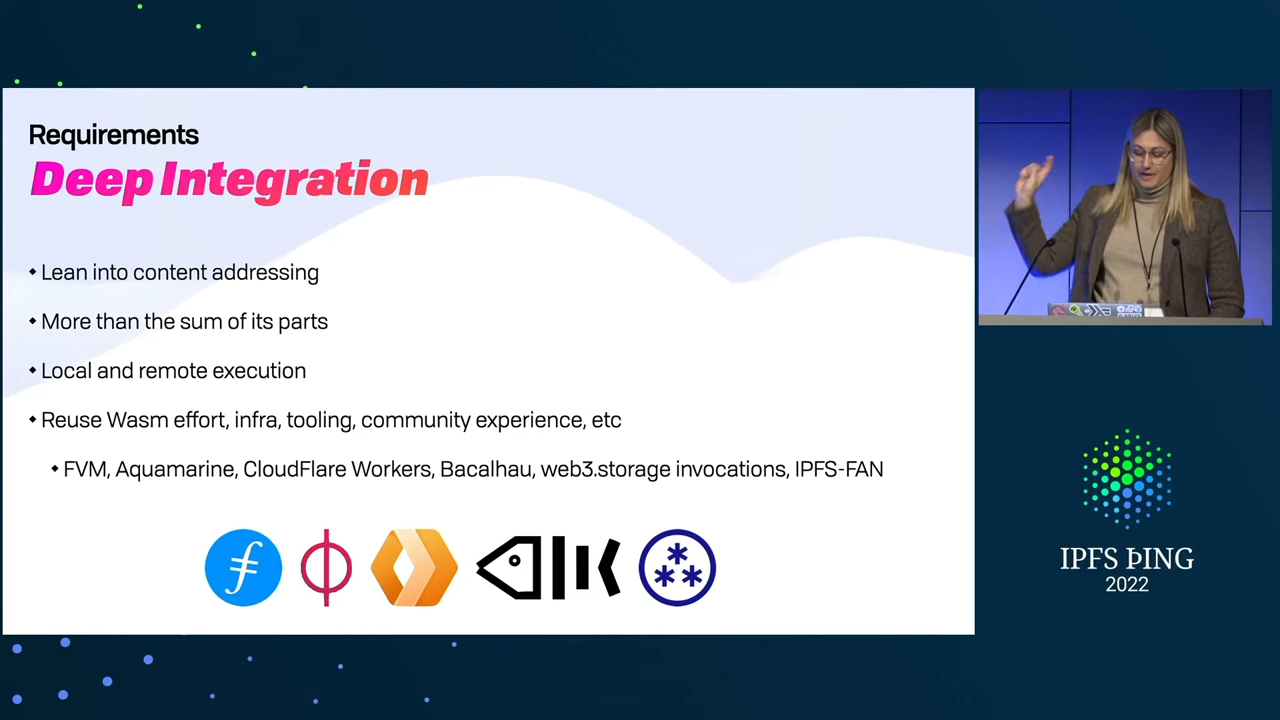 Requirements
Deep Integration
Lean into content addressing
More than the sum of its parts
Local and remote execution
Reuse Wasm effort, infra, tooling, community experience, etc
FVM, Aquamarine, CloudFlare Workers, Bacalhau, web3.storage invocations, IPFS-FAN
IPFS ÞING
2022